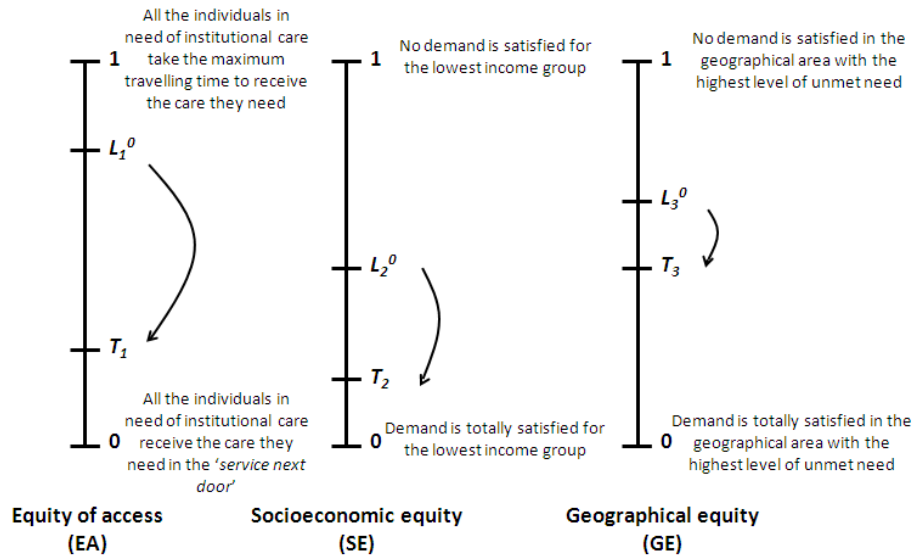 All the individuals in
need of institutional care
take the maximum
travelling time to receive
the care they need
1
L₁⁰
T₁
All the individuals in
need of institutional care
receive the care they
need in the ‘service next
door’
0
Equity of access
(EA)
No demand is satisfied for
the lowest income group
1
L₂⁰
T₂
0
Demand is totally satisfied for
the lowest income group
Socioeconomic equity
(SE)
No demand is satisfied in the
geographical area with the
highest level of unmet need
1
L₃⁰
T₃
Demand is totally satisfied in the
geographical area with the
highest level of unmet need
0
Geographical equity
(GE)